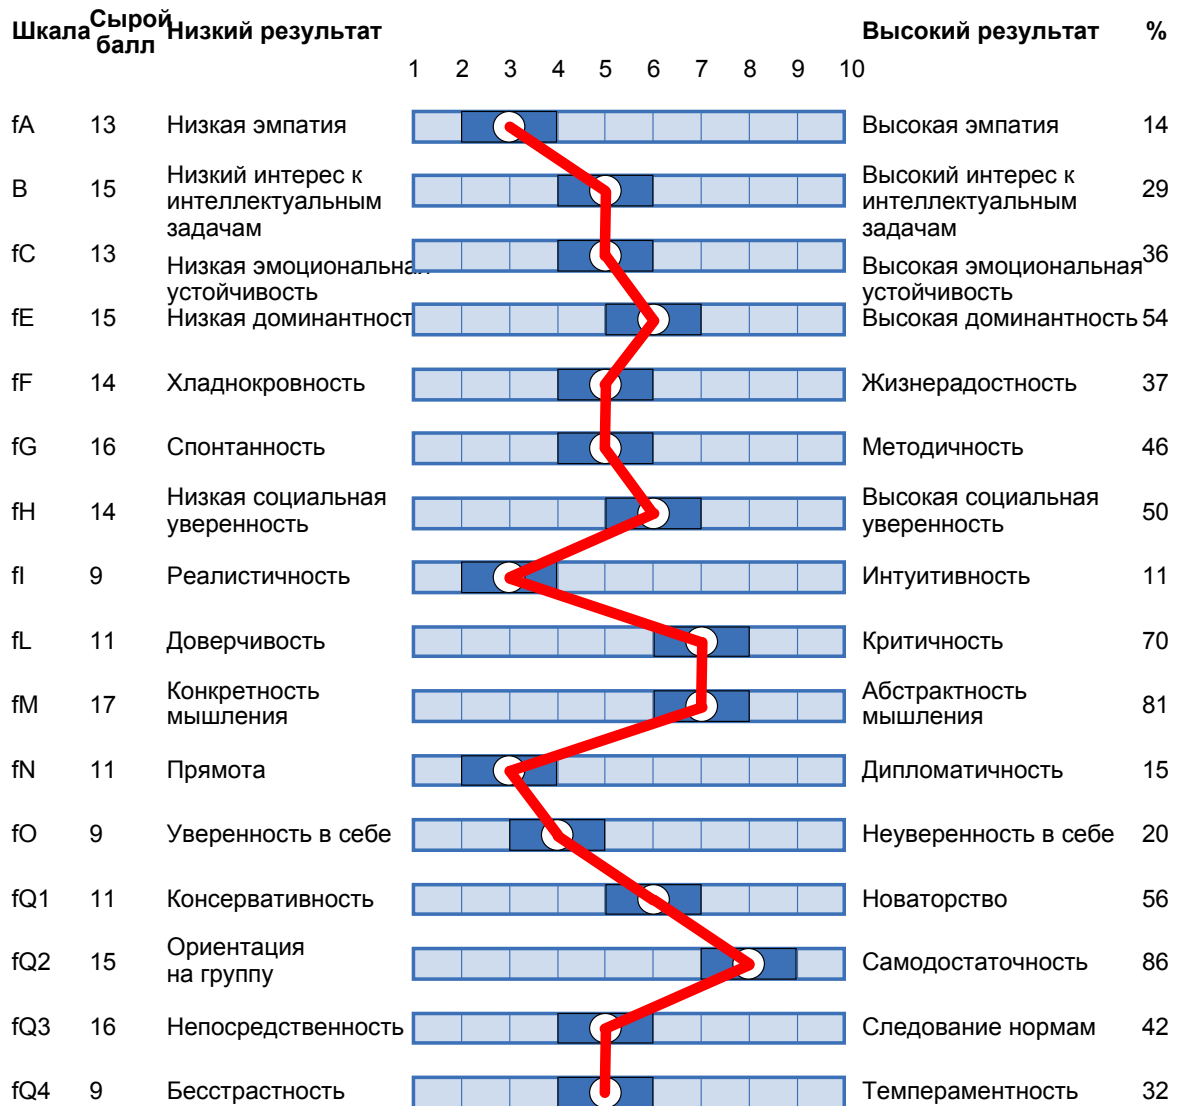 Шкала Сырой балл Низкий результат Высокий результат %
1 2 3 4 5 6 7 8 9 10
fA 13 Низкая эмпатия Высокая эмпатия 14
B 15 Низкий интерес к интеллектуальным задачам Высокий интерес к интеллектуальным задачам 29
fC 13 Низкая эмоциональная устойчивость Высокая эмоциональная устойчивость 36
fE 15 Низкая доминантност Высокая доминантность 54
fF 14 Хладнокровность Жизнерадостность 37
fG 16 Спонтанность Методичность 46
fH 14 Низкая социальная уверенность Высокая социальная уверенность 50
fI 9 Реалистичность Интуитивность 11
fL 11 Доверчивость Критичность 70
fM 17 Конкретность мышления Абстрактность мышления 81
fN 11 Прямота Дипломатичность 15
fO 9 Уверенность в себе Неуверенность в себе 20
fQ1 11 Консервативность Новаторство 56
fQ2 15 Ориентация на группу Самодостаточность 86
fQ3 16 Непосредственность Следование нормам 42
fQ4 9 Бесстрастность Темпераментность 32